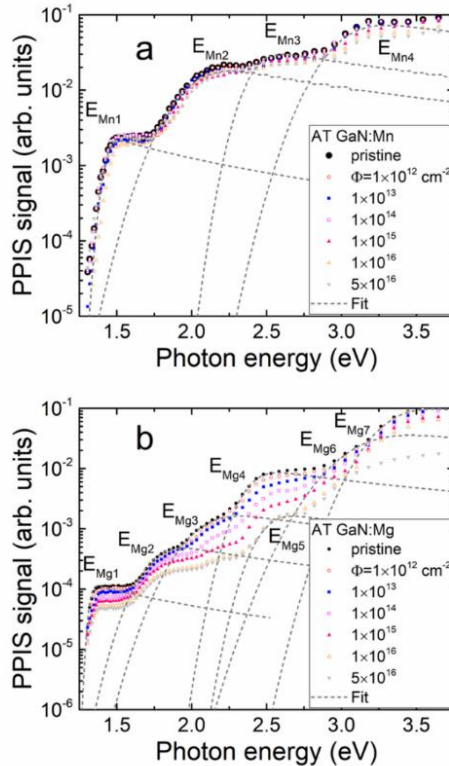 a
E_Mn1
E_Mn2
E_Mn3
E_Mn4
PPIS signal (arb. units)
10^-1
10^-2
10^-3
10^-4
10^-5
AT GaN:Mn
pristine
Φ=1×10^12 cm^-2
1×10^13
1×10^14
1×10^15
1×10^16
5×10^16
Fit
1.5 2.0 2.5 3.0 3.5
Photon energy (eV)
b
E_Mg1
E_Mg2
E_Mg3
E_Mg4
E_Mg5
E_Mg6
E_Mg7
PPIS signal (arb. units)
10^-1
10^-2
10^-3
10^-4
10^-5
10^-6
AT GaN:Mg
pristine
Φ=1×10^12 cm^-2
1×10^13
1×10^14
1×10^15
1×10^16
5×10^16
Fit
1.5 2.0 2.5 3.0 3.5
Photon energy (eV)